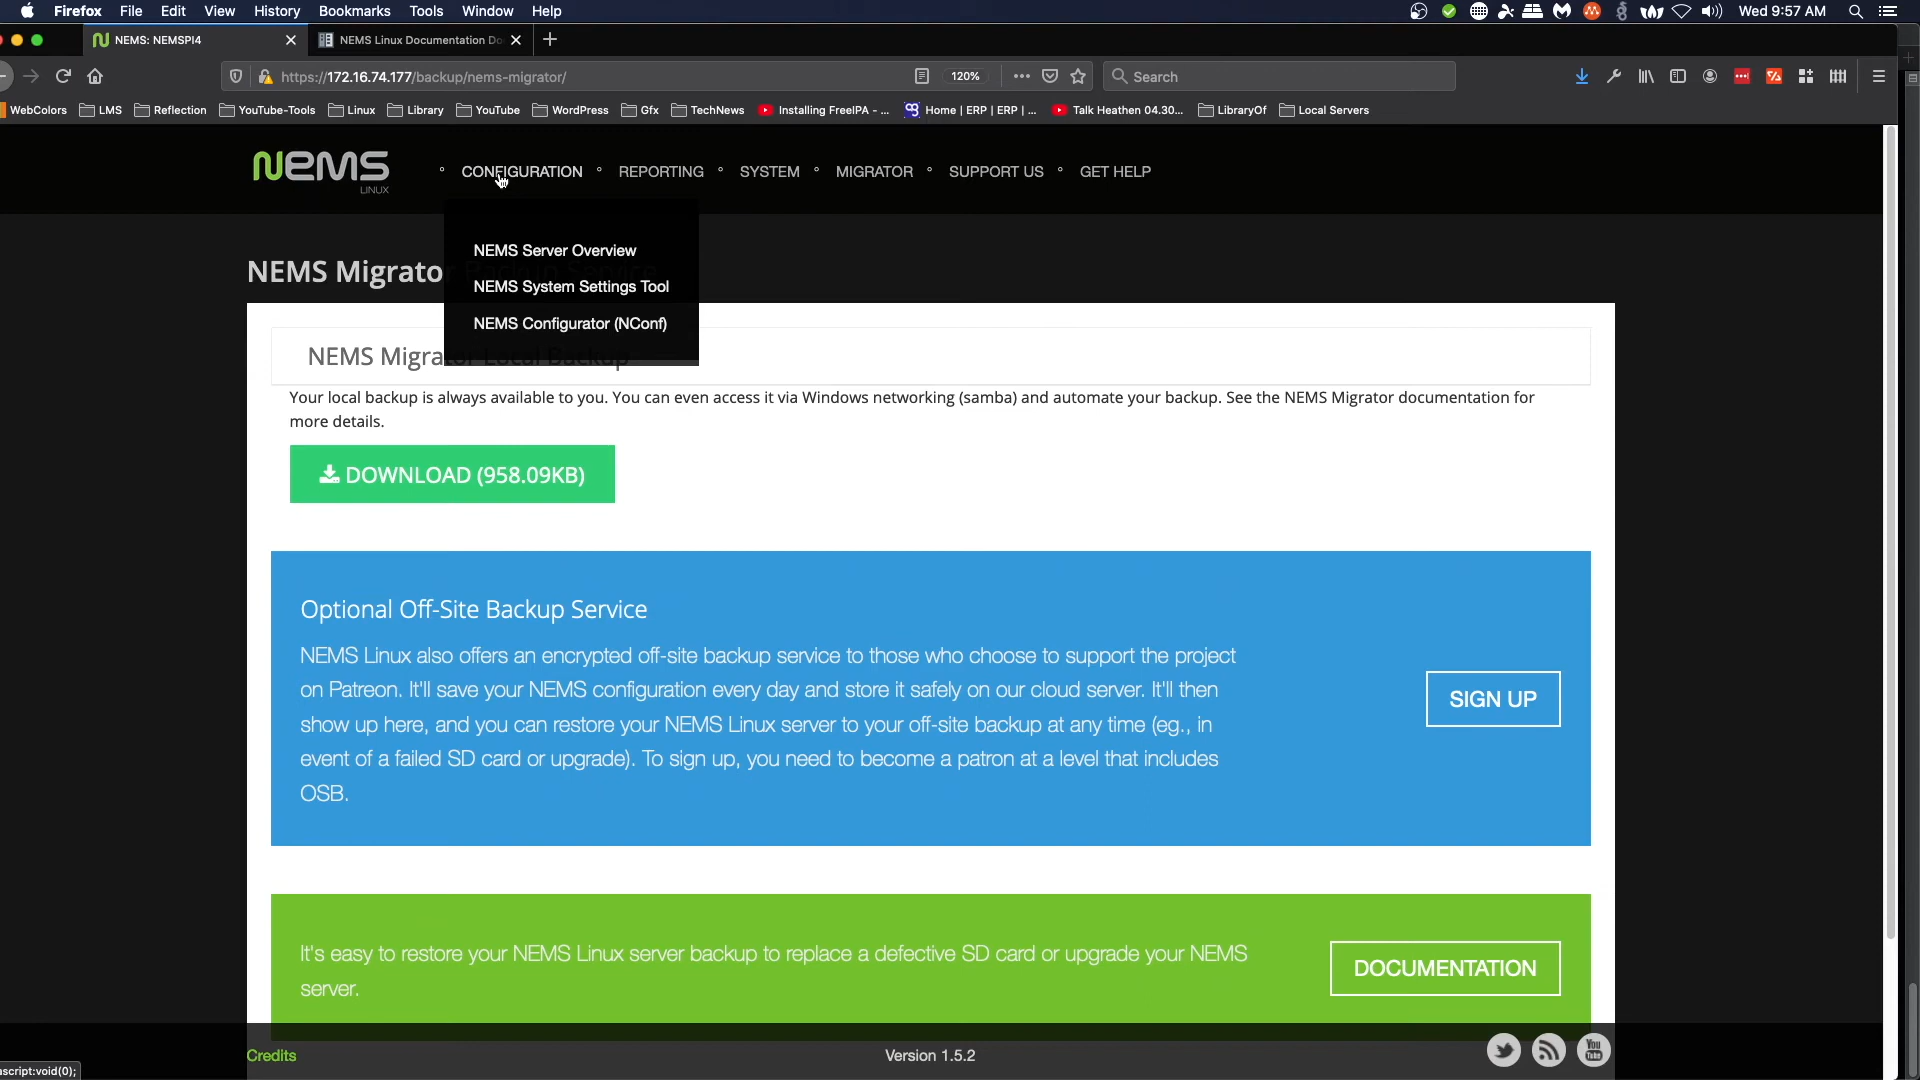 Firefox File Edit View History Bookmarks Tools Window Help Wed 9:57 AM
NEMS: NEMSPI4 NEMS Linux Documentation Do
https://172.16.74.177/backup/nems-migrator/ 120% Search
WebColors LMS Reflection YouTube-Tools Linux Library YouTube WordPress Gfx TechNews Installing FreeIPA - ... Home | ERP | ERP | ... Talk Heathen 04.30... LibraryOf Local Servers
NEMS LINUX
CONFIGURATION REPORTING SYSTEM MIGRATOR SUPPORT US GET HELP
NEMS Server Overview
NEMS System Settings Tool
NEMS Configurator (NConf)
NEMS Migrator Backup Service
NEMS Migrator Local Backup
Your local backup is always available to you. You can even access it via Windows networking (samba) and automate your backup. See the NEMS Migrator documentation for
more details.
DOWNLOAD (958.09KB)
Optional Off-Site Backup Service
NEMS Linux also offers an encrypted off-site backup service to those who choose to support the project
on Patreon. It'll save your NEMS configuration every day and store it safely on our cloud server. It'll then
show up here, and you can restore your NEMS Linux server to your off-site backup at any time (eg., in
event of a failed SD card or upgrade). To sign up, you need to become a patron at a level that includes
OSB.
SIGN UP
It's easy to restore your NEMS Linux server backup to replace a defective SD card or upgrade your NEMS
server.
DOCUMENTATION
Credits Version 1.5.2 You Tube
ascript:void(0);